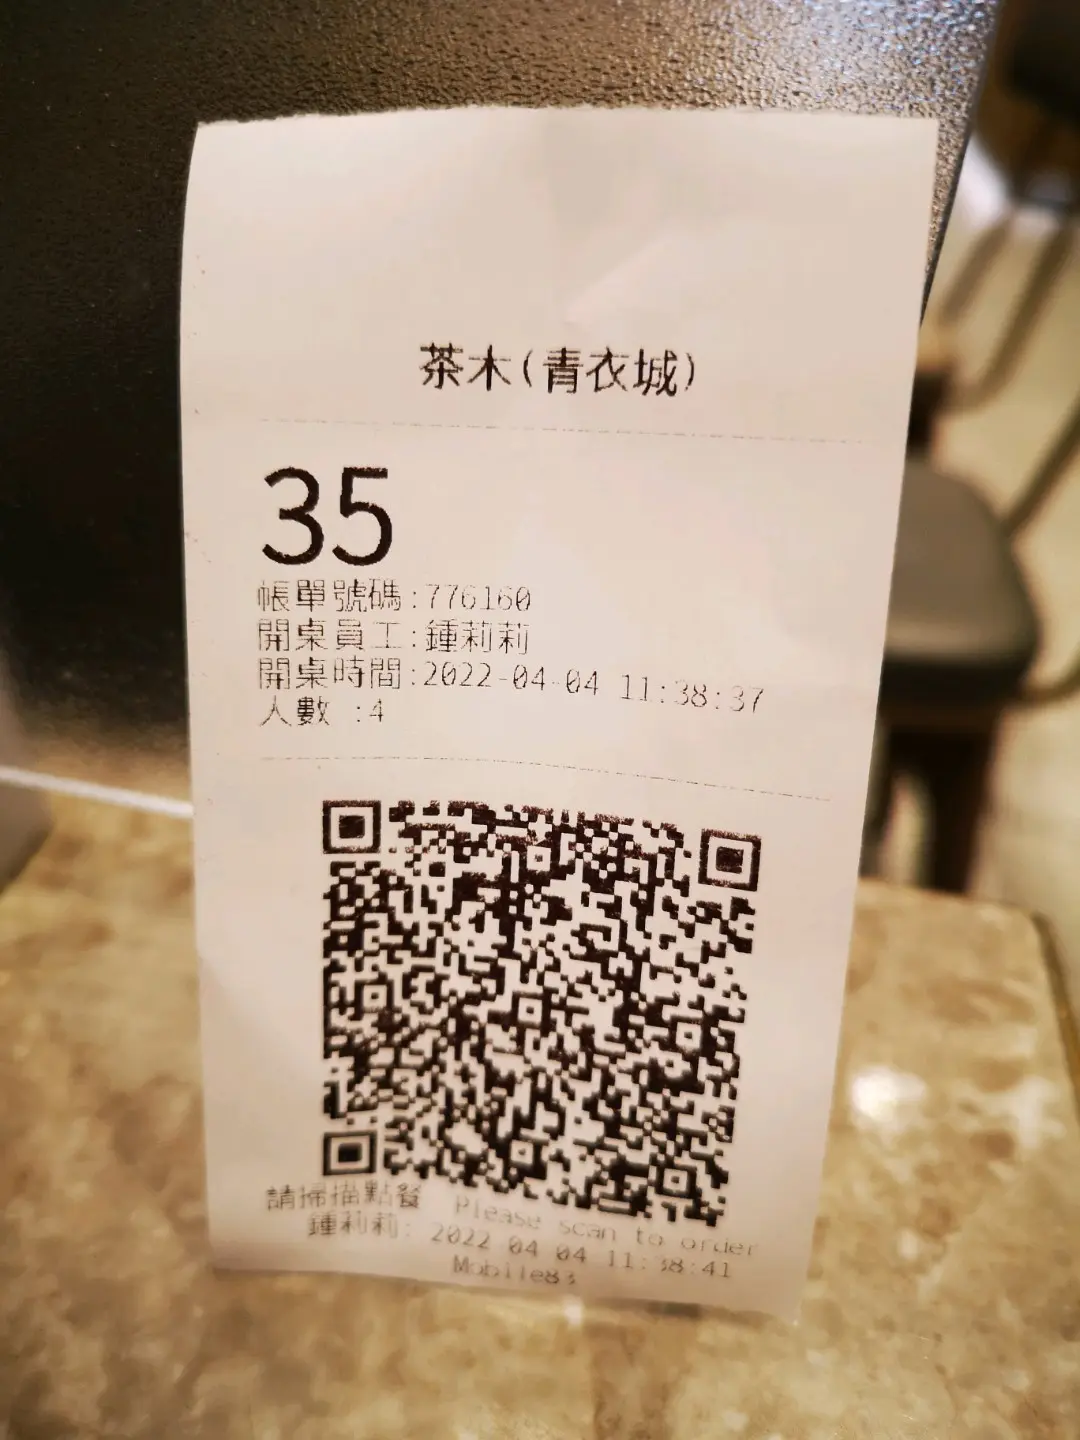 茶木(青衣城)
35
帳單號碼:776160
開桌員工:鍾莉莉
開桌時間:2022-04-04 11:38:37
人數 :4
請掃描點餐 Please scan to order
鍾莉莉: 2022 04 04 11:38:41
Mobile83